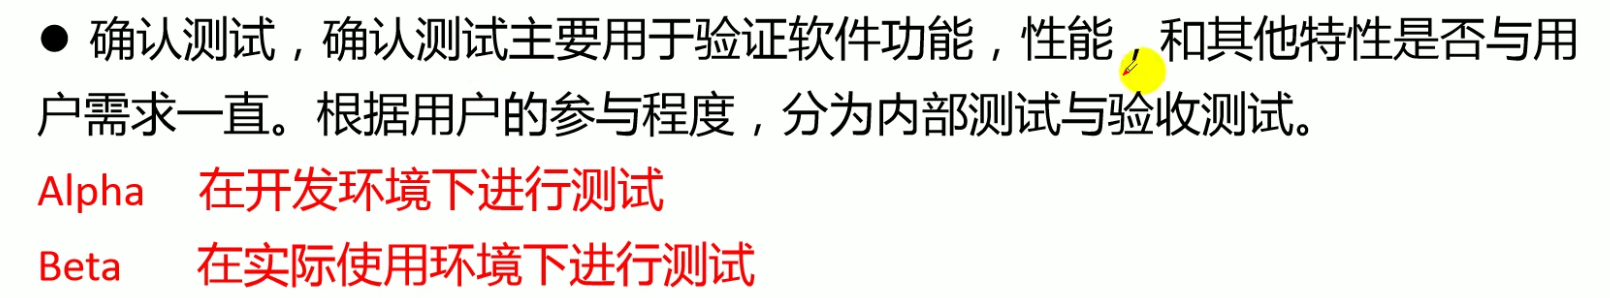 ● 确认测试，确认测试主要用于验证软件功能，性能，和其他特性是否与用
户需求一直。根据用户的参与程度，分为内部测试与验收测试。
Alpha 在开发环境下进行测试
Beta 在实际使用环境下进行测试